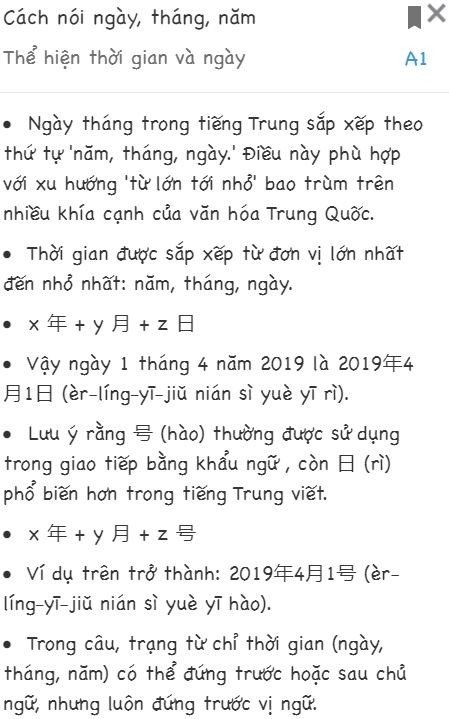 Cách nói ngày, tháng, năm
Thể hiện thời gian và ngày
A1
• Ngày tháng trong tiếng Trung sắp xếp theo
thứ tự 'năm, tháng, ngày.' Điều này phù hợp
với xu hướng 'từ lớn tới nhỏ' bao trùm trên
nhiều khía cạnh của văn hóa Trung Quốc.
• Thời gian được sắp xếp từ đơn vị lớn nhất
đến nhỏ nhất: năm, tháng, ngày.
• x 年 + y 月 + z 日
• Vậy ngày 1 tháng 4 năm 2019 là 2019年4
月1日 (èr-líng-yī-jiǔ nián sì yuè yī rì).
• Lưu ý rằng 号 (hào) thường được sử dụng
trong giao tiếp bằng khẩu ngữ , còn 日 (rì)
phổ biến hơn trong tiếng Trung viết.
• x 年 + y 月 + z 号
• Ví dụ trên trở thành: 2019年4月1号 (èr-
líng-yī-jiǔ nián sì yuè yī hào).
• Trong câu, trạng từ chỉ thời gian (ngày,
tháng, năm) có thể đứng trước hoặc sau chủ
ngữ, nhưng luôn đứng trước vị ngữ.